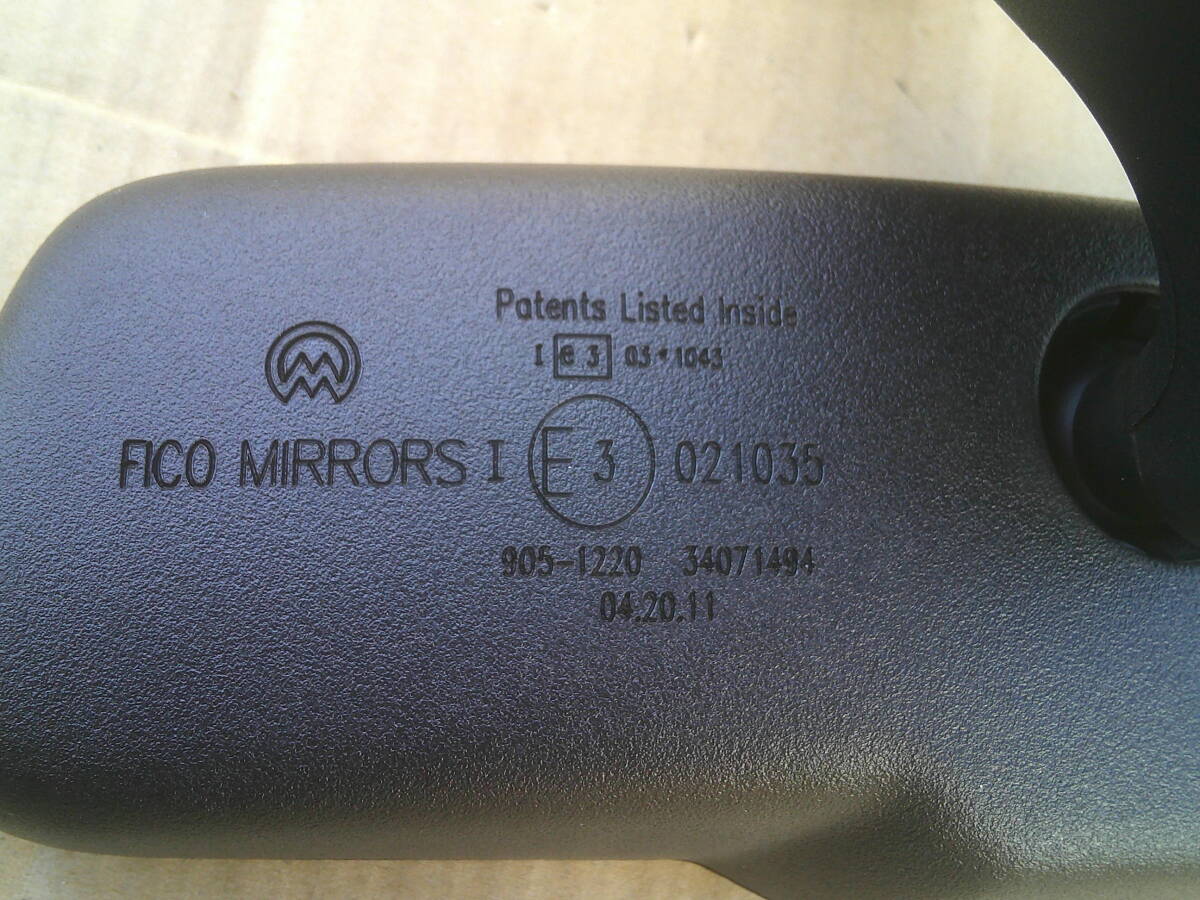 Patents Listed Inside
I e 3 03*1043
FICO MIRRORS I E 3 021035
905-1220 34071494
04.20.11